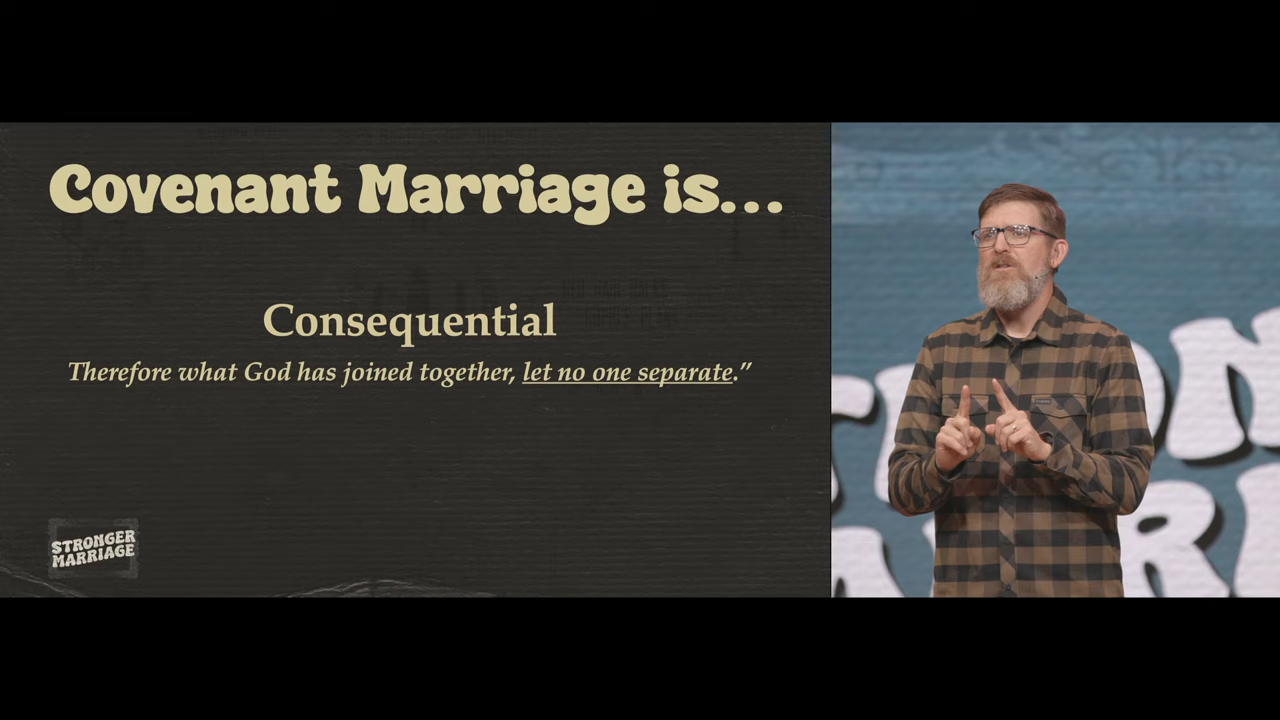 Covenant Marriage is...
Consequential
Therefore what God has joined together, let no one separate.”
STRONGER
MARRIAGE